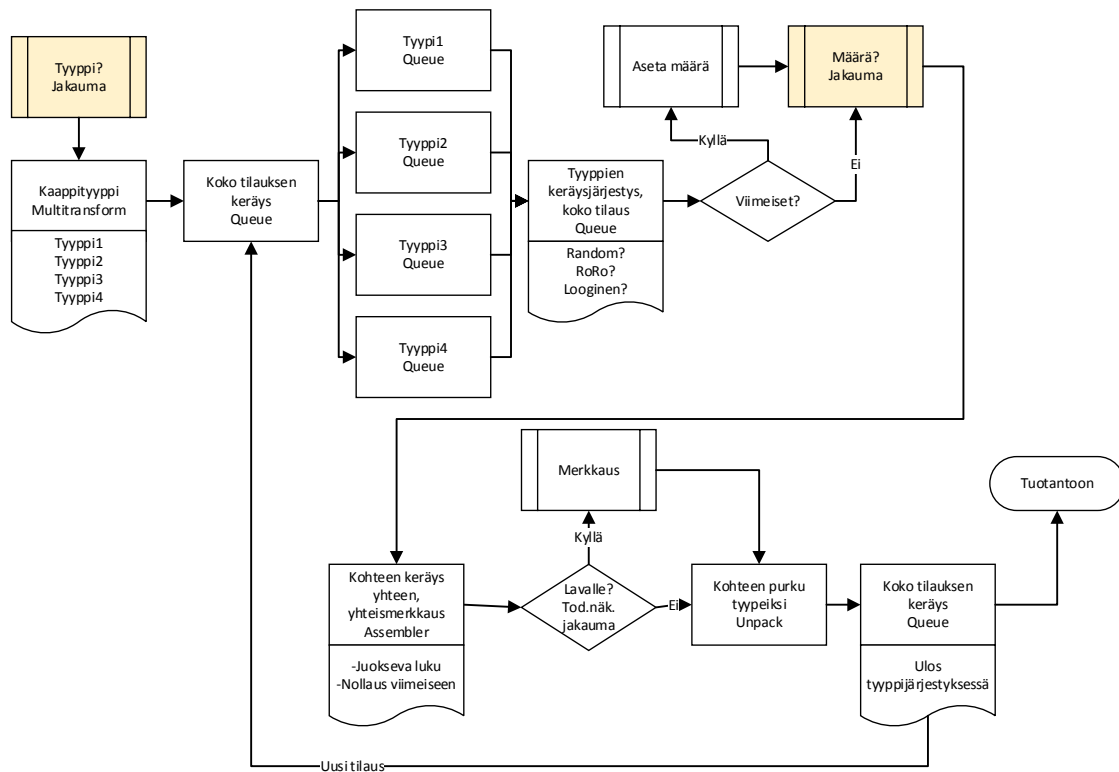 Tyyppi?
Jakauma
Kaappityyppi
Multitransform
Tyyppi1
Tyyppi2
Tyyppi3
Tyyppi4
Koko tilauksen
keräys
Queue
Tyypi1
Queue
Tyyppi2
Queue
Tyyppi3
Queue
Tyyppi4
Queue
Tyyppien
keräysjärjestys,
koko tilaus
Queue
Random?
RoRo?
Looginen?
Aseta määrä
Määrä?
Jakauma
Kyllä
Ei
Viimeiset?
Kohteen keräys
yhteen,
yhteismerkkaus
Assembler
-Juokseva luku
-Nollaus viimeiseen
Merkkaus
Kyllä
Lavalle?
Tod.näk.
jakauma
Ei
Kohteen purku
tyypeiksi
Unpack
Koko tilauksen
keräys
Queue
Ulos
tyyppijärjestyksessä
Tuotantoon
Uusi tilaus